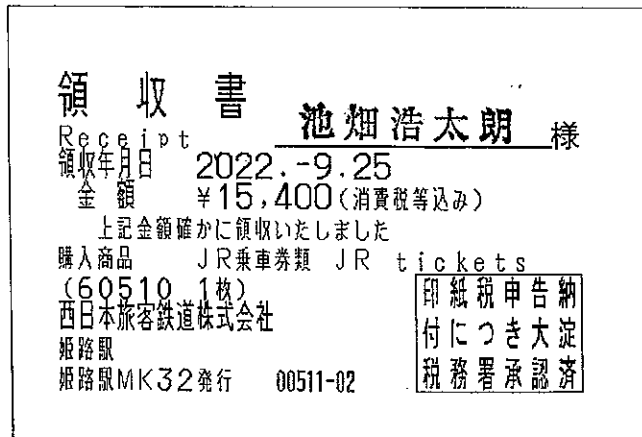 領収書
池畑浩太朗 様
Receipt
領収年月日 2022.-9.25
金額 ¥15,400(消費税等込み)
上記金額確かに領収いたしました
購入商品 JR乗車券類 JR tickets
(60510 1枚)
西日本旅客鉄道株式会社
姫路駅
姫路駅MK32発行 00511-02
印紙税申告納
付につき大淀
税務署承認済